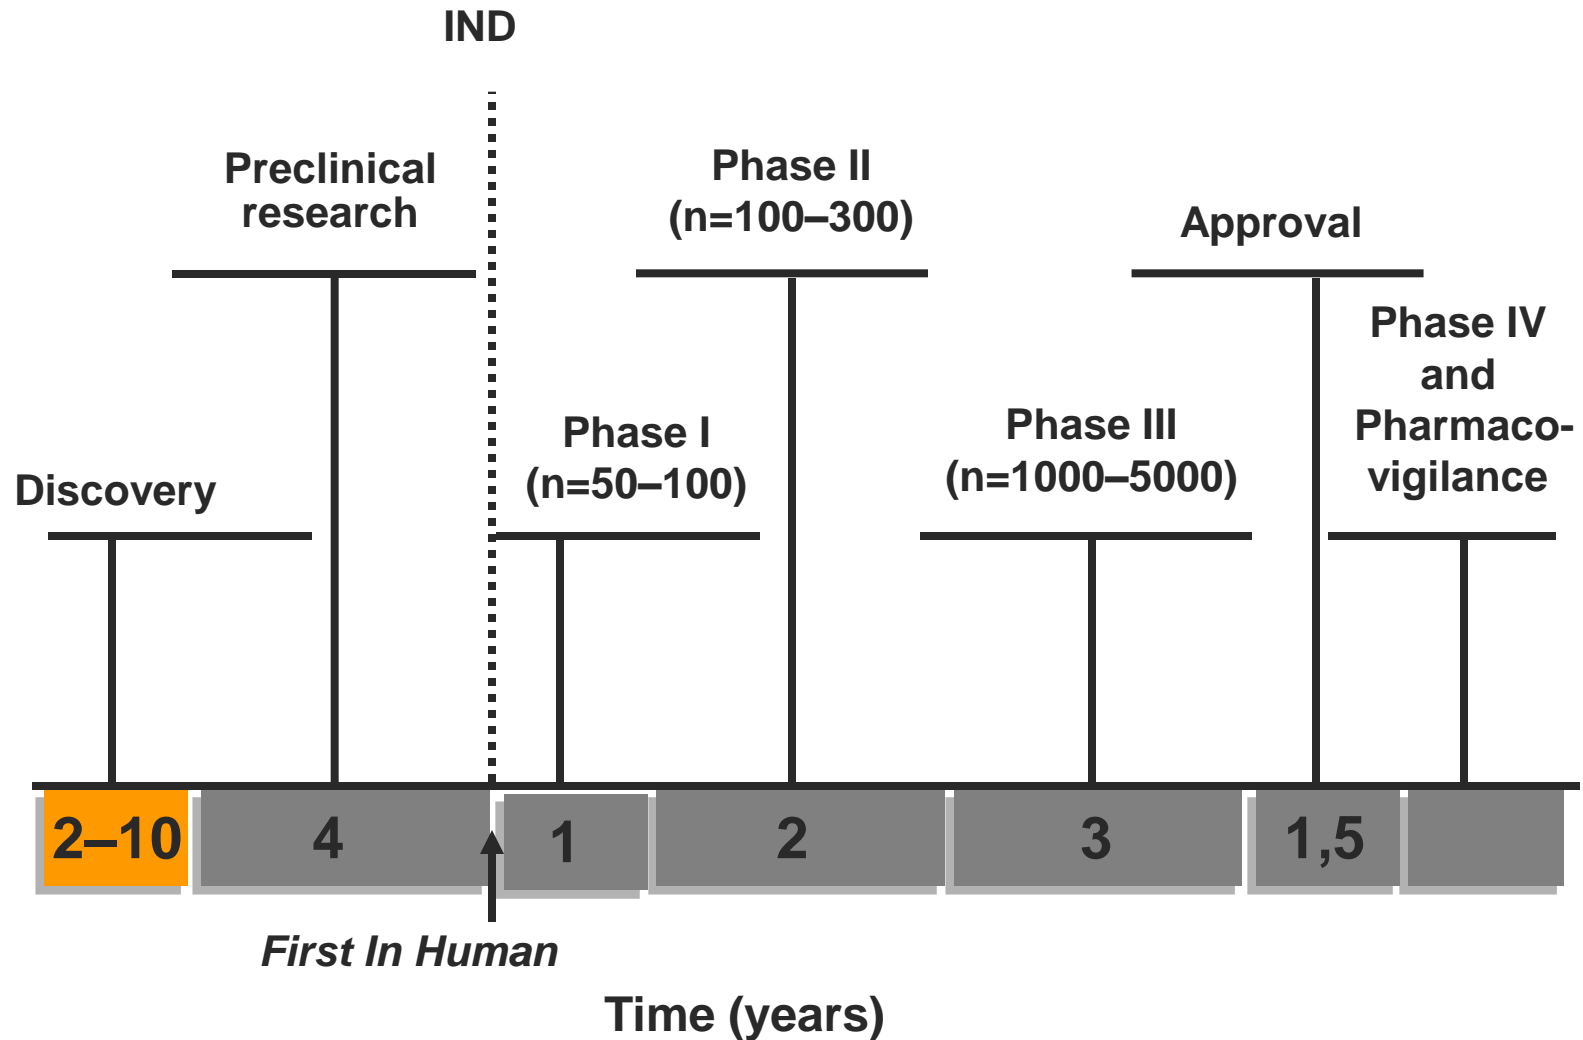 IND
Preclinical
research
Phase II
(n=100–300)
Approval
Phase IV
and
Pharmaco-
vigilance
Phase I
(n=50–100)
Phase III
(n=1000–5000)
Discovery
2–10
4
1
2
3
1,5
First In Human
Time (years)